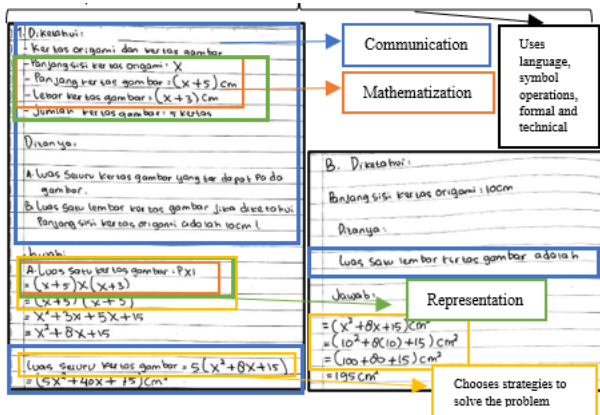 1. Diketahui:
- Kertas origami dan kertas gambar
- Panjang sisi kertas origami: X
- Panjang kertas gambar: (x+5) cm
- Lebar kertas gambar: (x+3) cm
- Jumlah kertas gambar: 5 kertas
Ditanya:
A. Luas seluru kertas gambar yang terdapat pada
gambar.
B. Luas satu lembar kertas gambar jika diketahui
Panjang sisi kertas origami adalah 10cm!
Jawab:
A. Luas satu kertas gambar: Pxl
= (x+5) X (x+3)
= (x+5) (x+3)
= x²+3x+5x+15
= x²+8x+15
Luas seluru kertas gambar = 5(x²+8x+15)
= (5x²+40x+75) cm²
B. Diketahui:
Panjang sisi kertas origami: 10cm
Ditanya:
Luas satu lembar kertas gambar adalah
Jawab:
= (x²+8x+15) cm²
= (10²+8(10)+15) cm²
= (100+80+15) cm²
= 195 cm²
Communication
Mathematization
Uses
language,
symbol
operations,
formal and
technical
Representation
Chooses strategies to
solve the problem